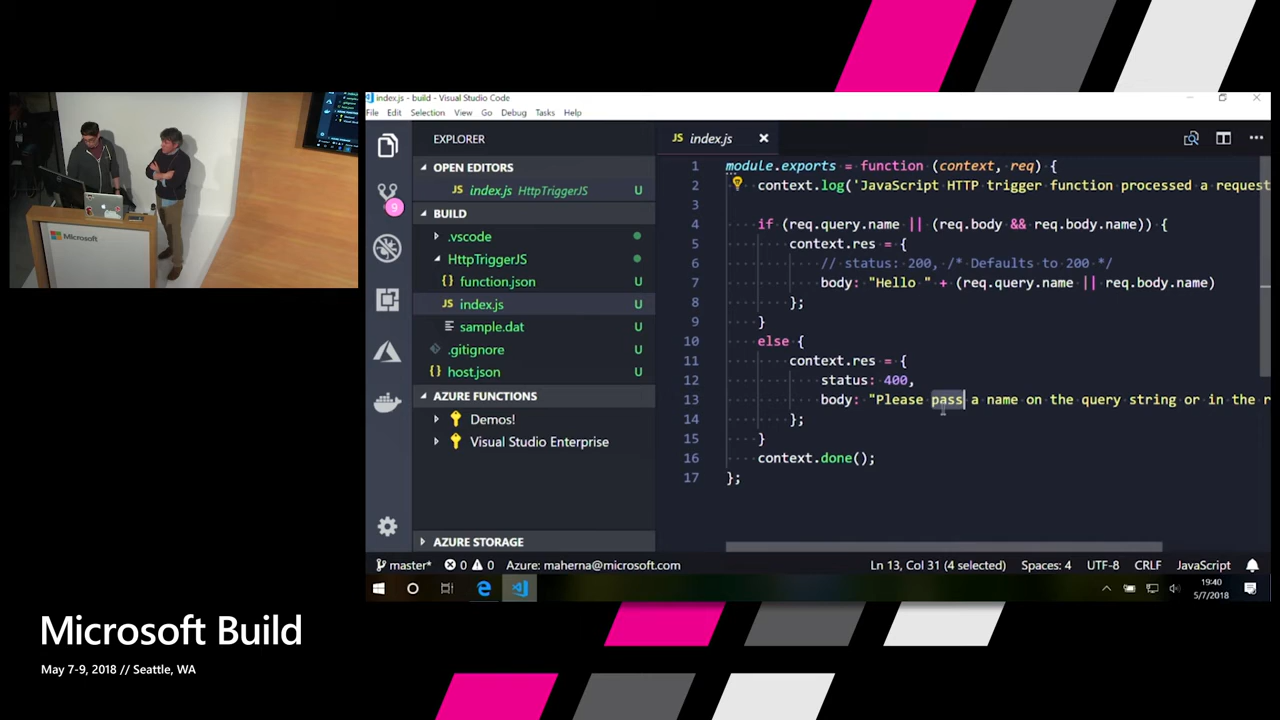 index.js - build - Visual Studio Code
File Edit Selection View Go Debug Tasks Help
EXPLORER
OPEN EDITORS
JS index.js HttpTriggerJS U
BUILD
.vscode
HttpTriggerJS
{} function.json U
JS index.js U
sample.dat U
.gitignore U
{} host.json U
AZURE FUNCTIONS
Demos!
Visual Studio Enterprise
AZURE STORAGE
9
JS index.js
1 module.exports = function (context, req) {
2 context.log('JavaScript HTTP trigger function processed a request
3
4 if (req.query.name || (req.body && req.body.name)) {
5 context.res = {
6 // status: 200, /* Defaults to 200 */
7 body: "Hello " + (req.query.name || req.body.name)
8 };
9 }
10 else {
11 context.res = {
12 status: 400,
13 body: "Please pass a name on the query string or in the r
14 };
15 }
16 context.done();
17 };
master* 0 0 Azure: maherna@microsoft.com Ln 13, Col 31 (4 selected) Spaces: 4 UTF-8 CRLF JavaScript
19:40
5/7/2018
Microsoft
Microsoft Build
May 7-9, 2018 // Seattle, WA